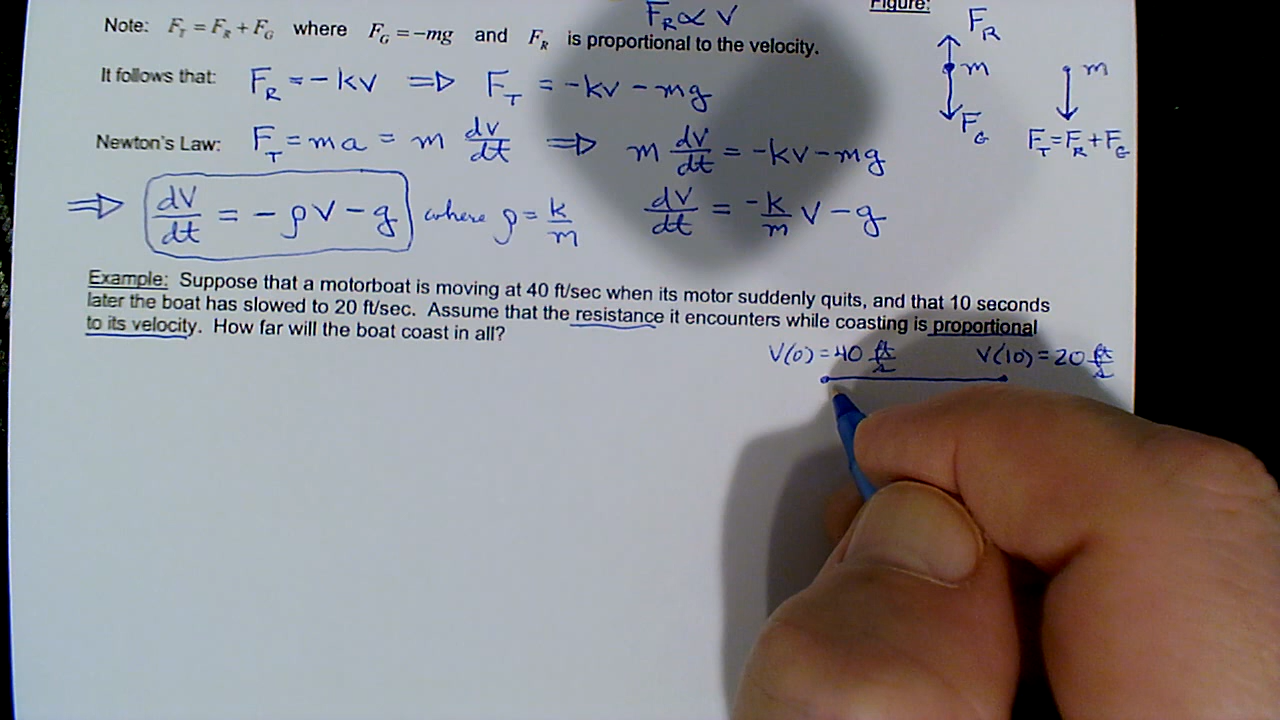 F_R ∝ V
Figure:
Note: F_T = F_R + F_G where F_G = -mg and F_R is proportional to the velocity.
F_R
m
F_G
m
F_T = F_R + F_G
It follows that: F_R = -kv ⇒ F_T = -kv - mg
Newton's Law: F_T = ma = m dv/dt ⇒ m dv/dt = -kv - mg
⇒ dV/dt = -ρv - g where ρ = k/m dv/dt = -k/m v - g
Example: Suppose that a motorboat is moving at 40 ft/sec when its motor suddenly quits, and that 10 seconds
later the boat has slowed to 20 ft/sec. Assume that the resistance it encounters while coasting is proportional
to its velocity. How far will the boat coast in all?
V(0) = 40 ft/s V(10) = 20 ft/s